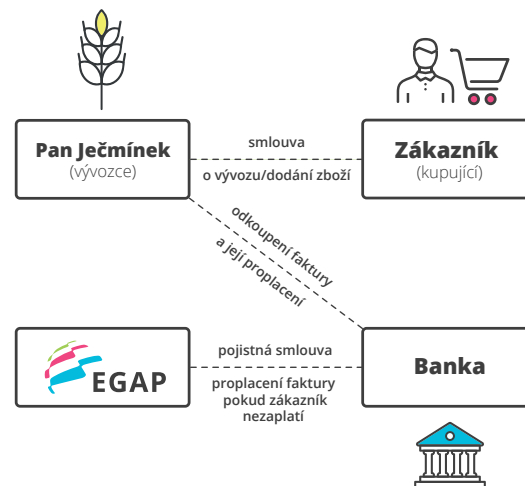 Pan Ječmínek
(vývozce)
smlouva
o vývozu/dodání zboží
Zákazník
(kupující)
odkoupení faktury
a její proplacení
EGAP
pojistná smlouva
proplacení faktury
pokud zákazník
nezaplatí
Banka